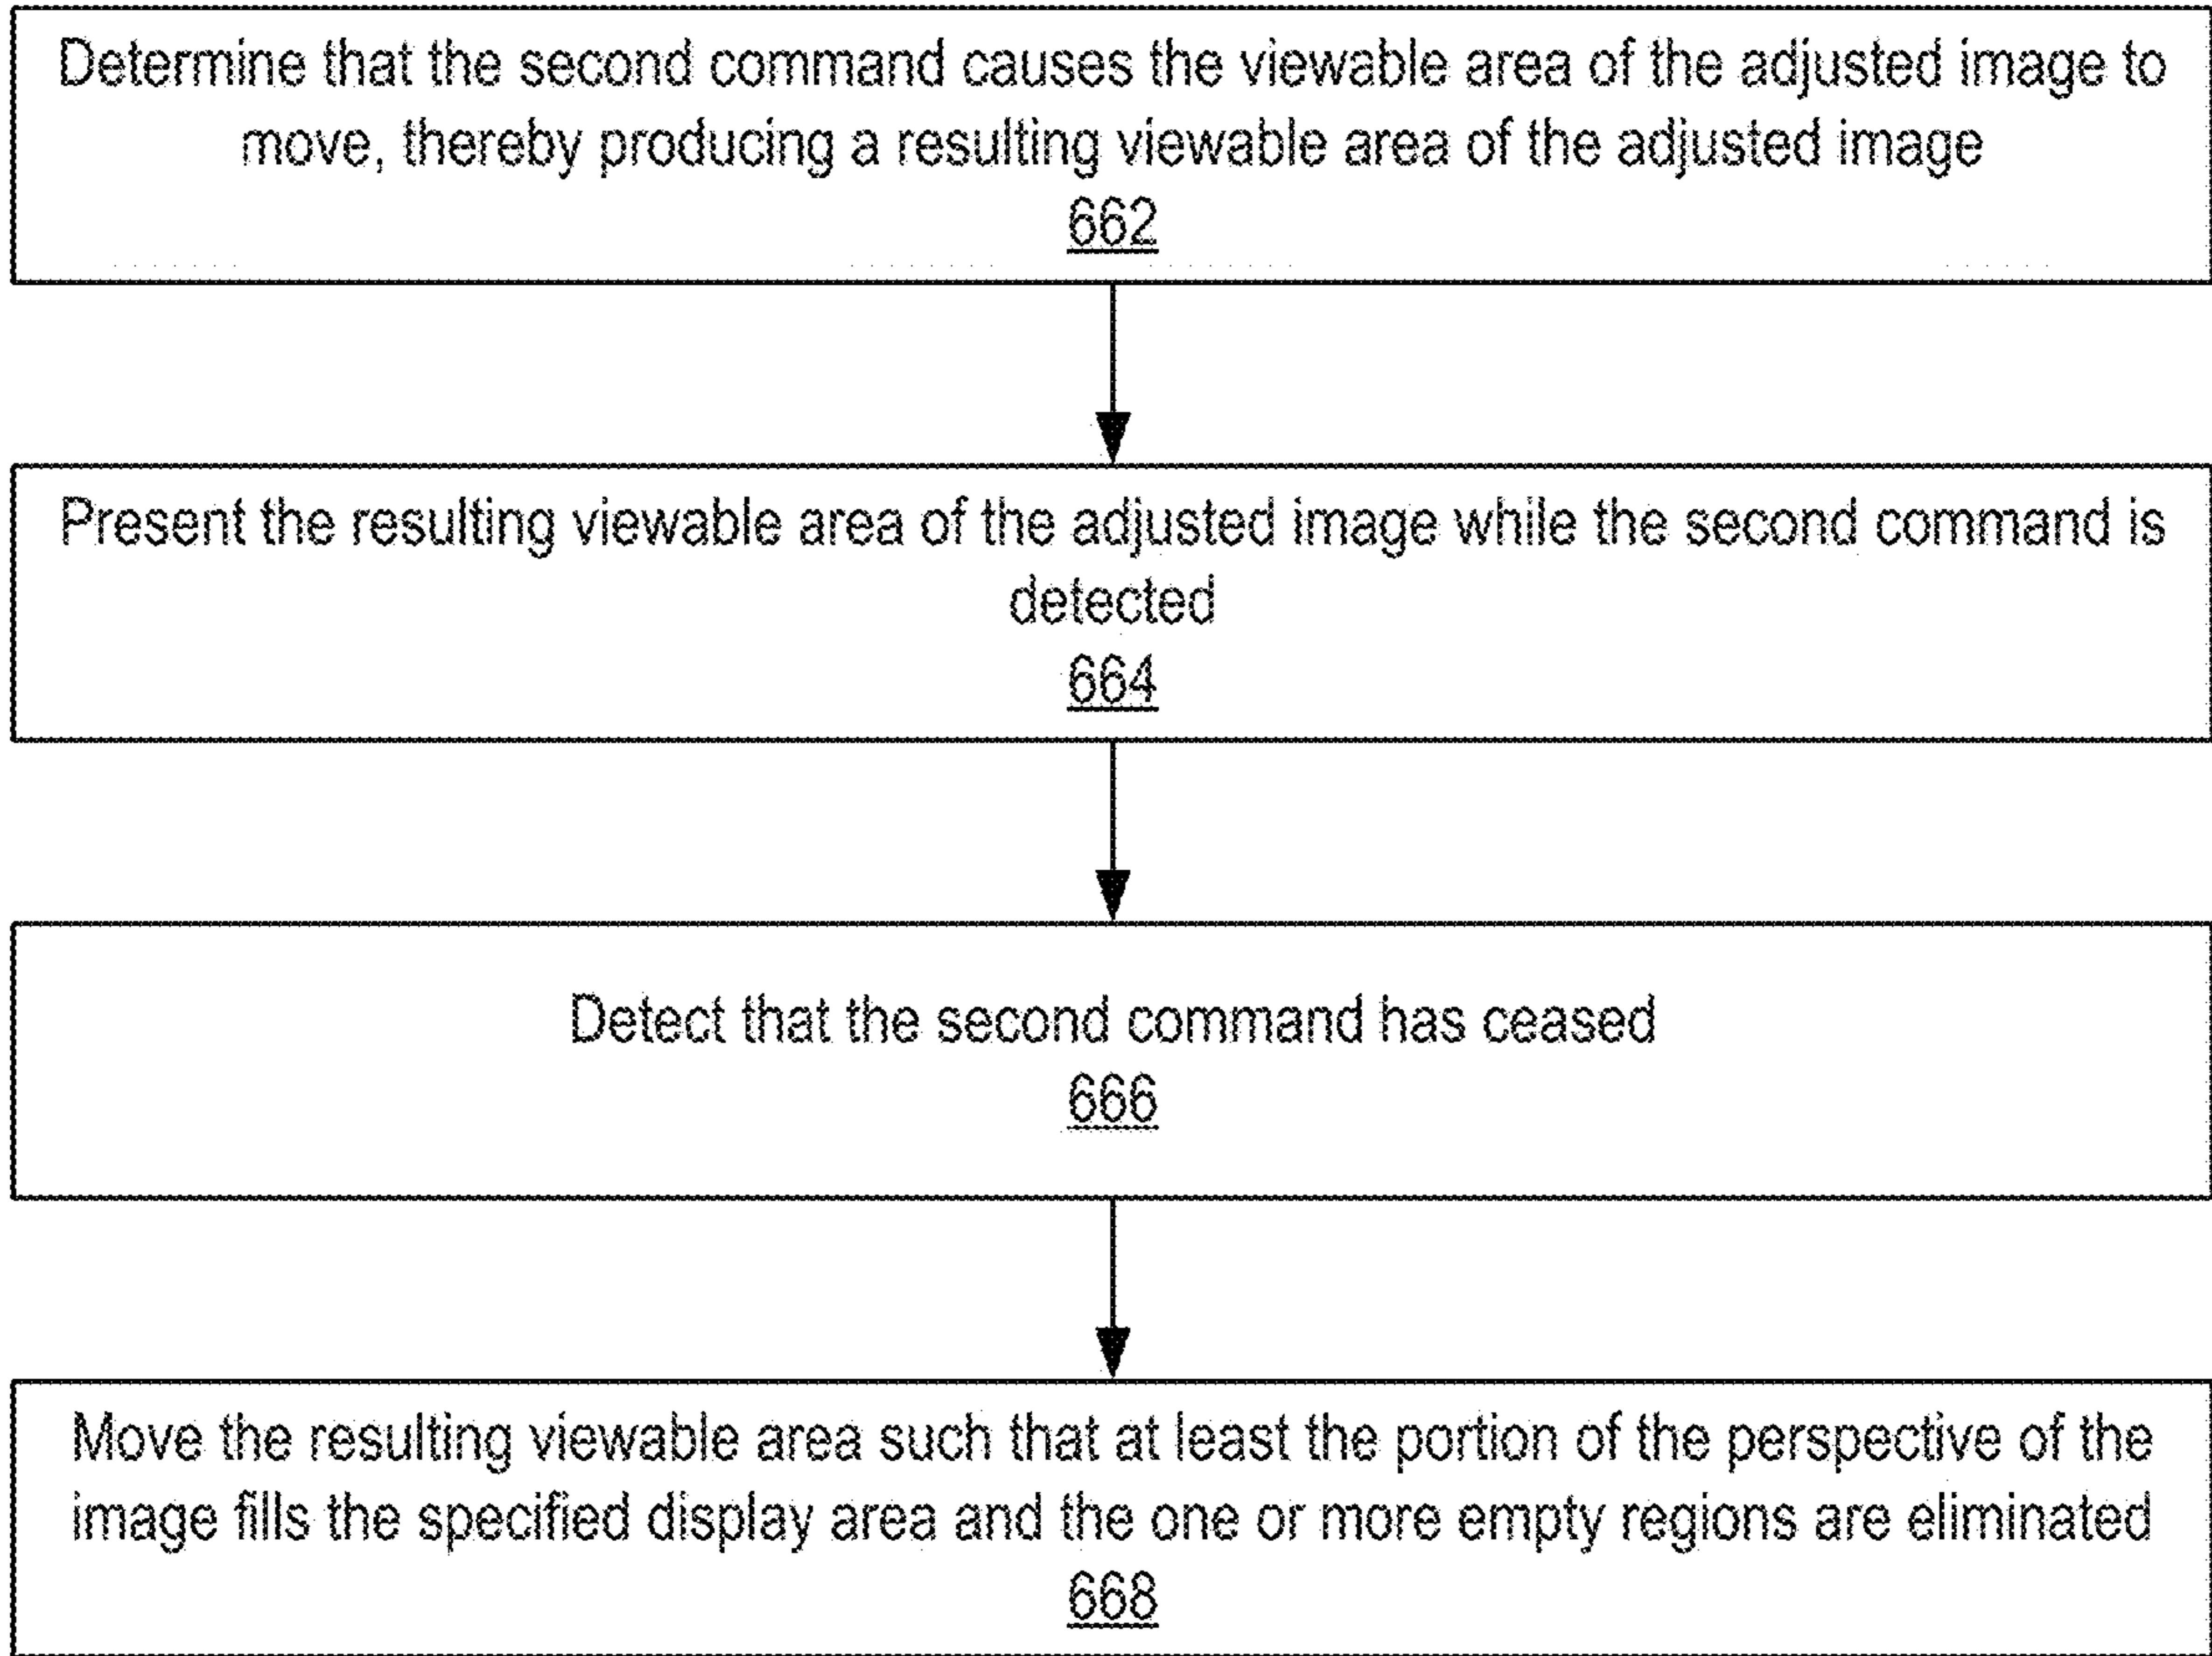 Determine that the second command causes the viewable area of the adjusted image to
move, thereby producing a resulting viewable area of the adjusted image
662
Present the resulting viewable area of the adjusted image while the second command is
detected
664
Detect that the second command has ceased
666
Move the resulting viewable area such that at least the portion of the perspective of the
image fills the specified display area and the one or more empty regions are eliminated
668